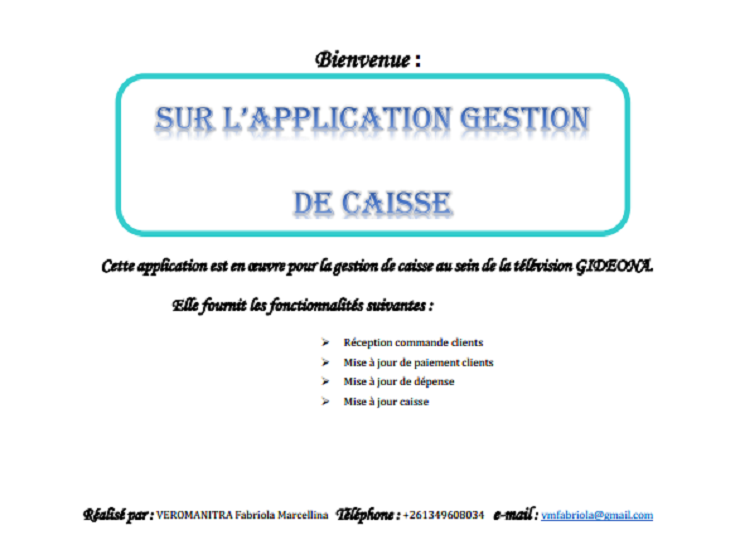 Bienvenue :
SUR L'APPLICATION GESTION
DE CAISSE
Cette application est en œuvre pour la gestion de caisse au sein de la télévision GIDEONA.
Elle fournit les fonctionnalités suivantes :
➢ Réception commande clients
➢ Mise à jour de paiement clients
➢ Mise à jour de dépense
➢ Mise à jour caisse
Réalisé par : VEROMANITRA Fabriola Marcellina Téléphone : +261349608034 e-mail : vmfabriola@gmail.com